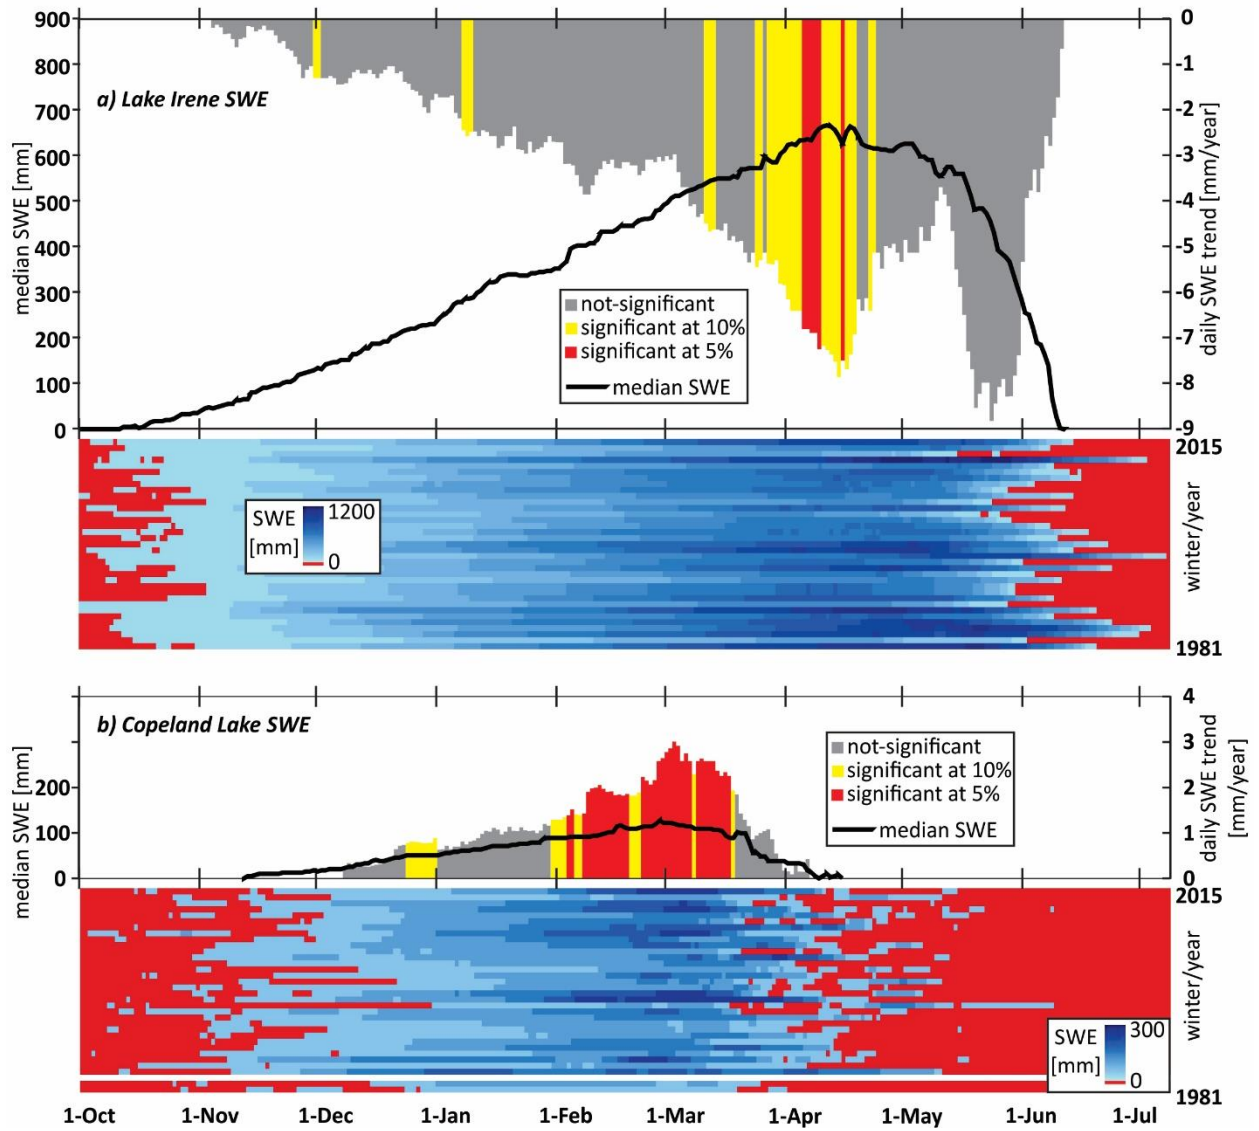 900
800
700
600
500
400
300
200
100
0
median SWE [mm]
a) Lake Irene SWE
not-significant
significant at 10%
significant at 5%
median SWE
0
-1
-2
-3
-4
-5
-6
-7
-8
-9
daily SWE trend [mm/year]
SWE
[mm]
1200
0
2015
winter/year
1981
b) Copeland Lake SWE
200
100
0
median SWE [mm]
not-significant
significant at 10%
significant at 5%
median SWE
4
3
2
1
0
daily SWE trend
[mm/year]
2015
winter/year
1981
SWE
[mm]
300
0
1-Oct 1-Nov 1-Dec 1-Jan 1-Feb 1-Mar 1-Apr 1-May 1-Jun 1-Jul